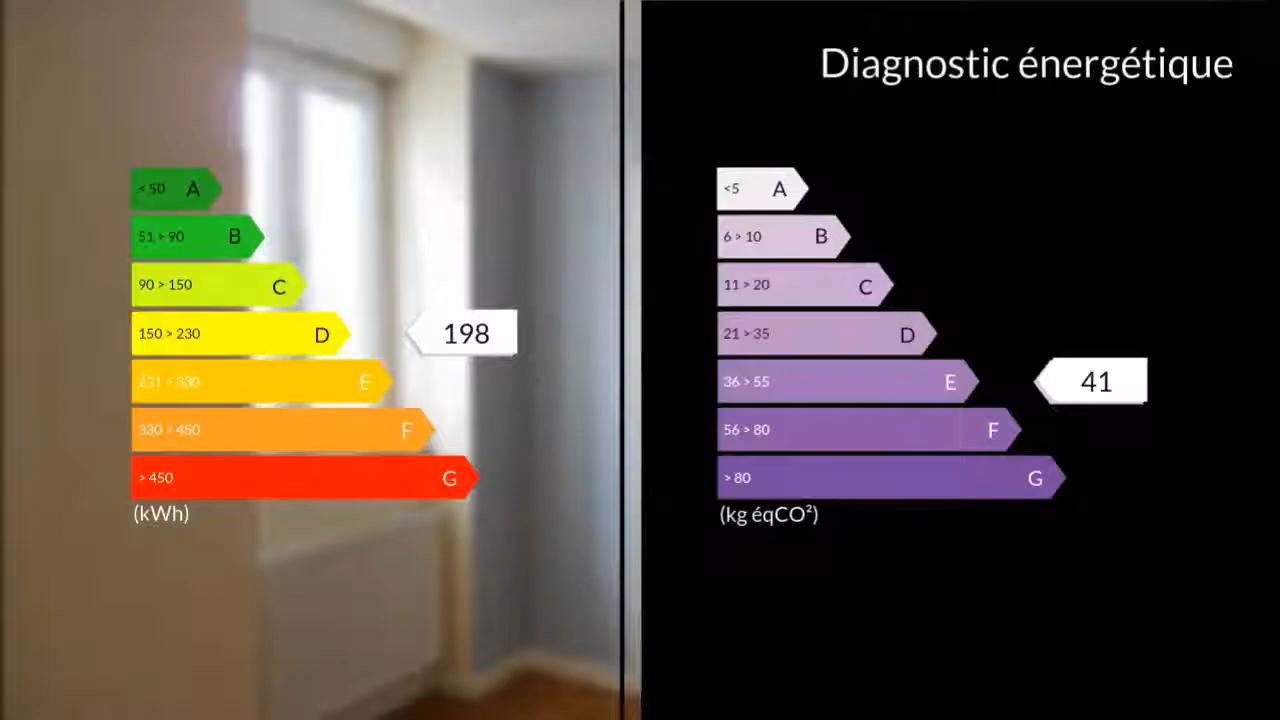 Diagnostic énergétique
< 50 A
51 > 90 B
90 > 150 C
150 > 230 D
198
231 > 330 E
330 > 450 F
> 450 G
(kWh)
<5 A
6 > 10 B
11 > 20 C
21 > 35 D
36 > 55 E
41
56 > 80 F
> 80 G
(kg éqCO²)